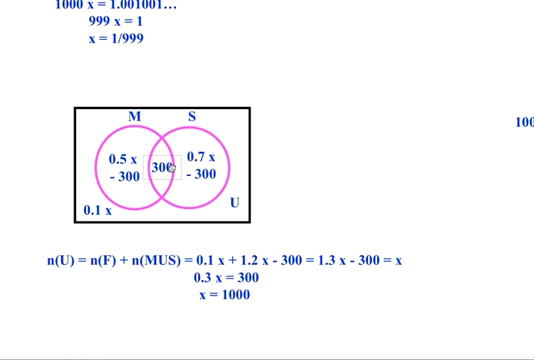 1000 x = 1.001001…
999 x = 1
x = 1/999
M S
100
0.5 x
- 300
300
0.7 x
- 300
0.1 x
U
n(U) = n(F) + n(MUS) = 0.1 x + 1.2 x - 300 = 1.3 x - 300 = x
0.3 x = 300
x = 1000